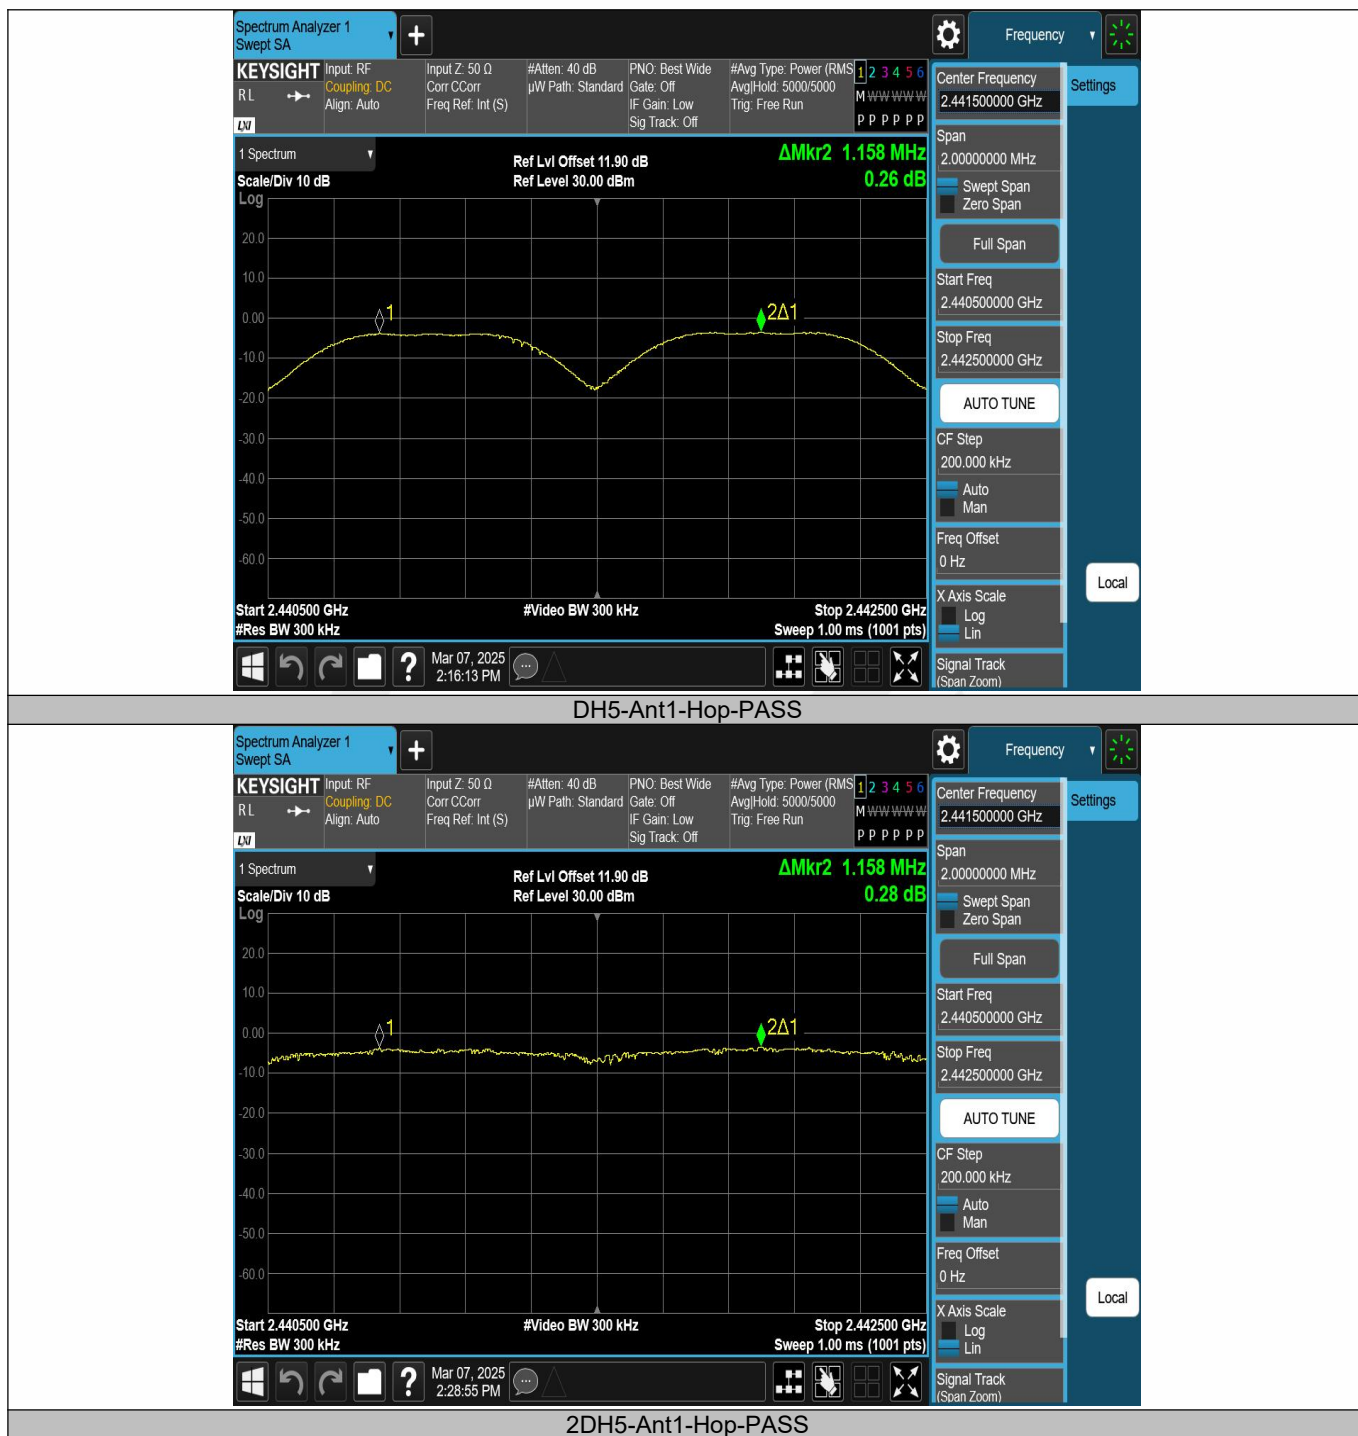 Spectrum Analyzer 1
Swept SA
Frequency
KEYSIGHT
R L
LXI
Input: RF
Coupling: DC
Align: Auto
Input Z: 50 Ω
Corr CCorr
Freq Ref: Int (S)
#Atten: 40 dB
µW Path: Standard
PNO: Best Wide
Gate: Off
IF Gain: Low
Sig Track: Off
#Avg Type: Power (RMS
Avg|Hold: 5000/5000
Trig: Free Run
1 2 3 4 5 6
M W W W W W
P P P P P P
1 Spectrum
Scale/Div 10 dB
Ref Lvl Offset 11.90 dB
Ref Level 30.00 dBm
ΔMkr2 1.158 MHz
0.26 dB
Log
20.0
10.0
0.00
-10.0
-20.0
-30.0
-40.0
-50.0
-60.0
1
2Δ1
Start 2.440500 GHz
#Res BW 300 kHz
#Video BW 300 kHz
Stop 2.442500 GHz
Sweep 1.00 ms (1001 pts)
Mar 07, 2025
2:16:13 PM
Center Frequency
2.441500000 GHz
Settings
Span
2.00000000 MHz
Swept Span
Zero Span
Full Span
Start Freq
2.440500000 GHz
Stop Freq
2.442500000 GHz
AUTO TUNE
CF Step
200.000 kHz
Auto
Man
Freq Offset
0 Hz
X Axis Scale
Log
Lin
Signal Track
(Span Zoom)
Local
DH5-Ant1-Hop-PASS
Spectrum Analyzer 1
Swept SA
Frequency
KEYSIGHT
R L
LXI
Input: RF
Coupling: DC
Align: Auto
Input Z: 50 Ω
Corr CCorr
Freq Ref: Int (S)
#Atten: 40 dB
µW Path: Standard
PNO: Best Wide
Gate: Off
IF Gain: Low
Sig Track: Off
#Avg Type: Power (RMS
Avg|Hold: 5000/5000
Trig: Free Run
1 2 3 4 5 6
M W W W W W
P P P P P P
1 Spectrum
Scale/Div 10 dB
Ref Lvl Offset 11.90 dB
Ref Level 30.00 dBm
ΔMkr2 1.158 MHz
0.28 dB
Log
20.0
10.0
0.00
-10.0
-20.0
-30.0
-40.0
-50.0
-60.0
1
2Δ1
Start 2.440500 GHz
#Res BW 300 kHz
#Video BW 300 kHz
Stop 2.442500 GHz
Sweep 1.00 ms (1001 pts)
Mar 07, 2025
2:28:55 PM
Center Frequency
2.441500000 GHz
Settings
Span
2.00000000 MHz
Swept Span
Zero Span
Full Span
Start Freq
2.440500000 GHz
Stop Freq
2.442500000 GHz
AUTO TUNE
CF Step
200.000 kHz
Auto
Man
Freq Offset
0 Hz
X Axis Scale
Log
Lin
Signal Track
(Span Zoom)
Local
2DH5-Ant1-Hop-PASS